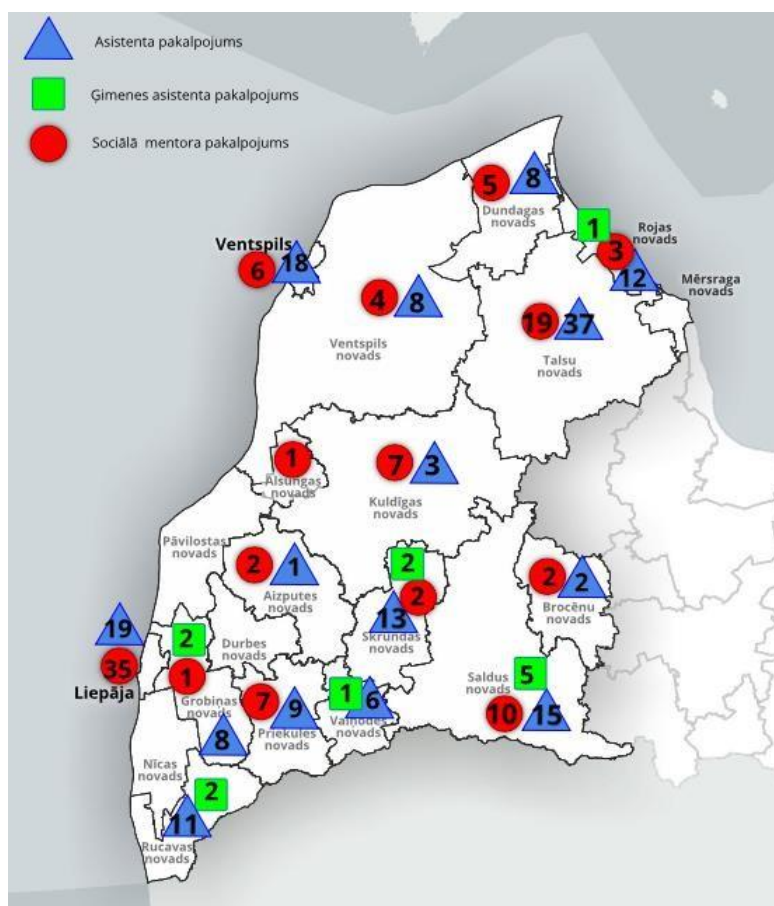 Asistenta pakalpojums
Ģimenes asistenta pakalpojums
Sociālā mentora pakalpojums
5
8
Dundagas
novads
1
Rojas
novads
3
12
Mērsraga
novads
Ventspils
6
18
4
8
Ventspils
novads
19
37
Talsu
novads
1
Alsungas
novads
7
3
Kuldīgas
novads
Pāvilostas
novads
2
1
Aizputes
novads
2
2
13
Skrundas
novads
2
2
Brocēnu
novads
19
35
Liepāja
2
1
Grobiņas
novads
8
Durbes
novads
7
9
Priekules
novads
1
6
Vaiņodes
novads
Saldus
novads
5
10
15
Nīcas
novads
2
11
Rucavas
novads